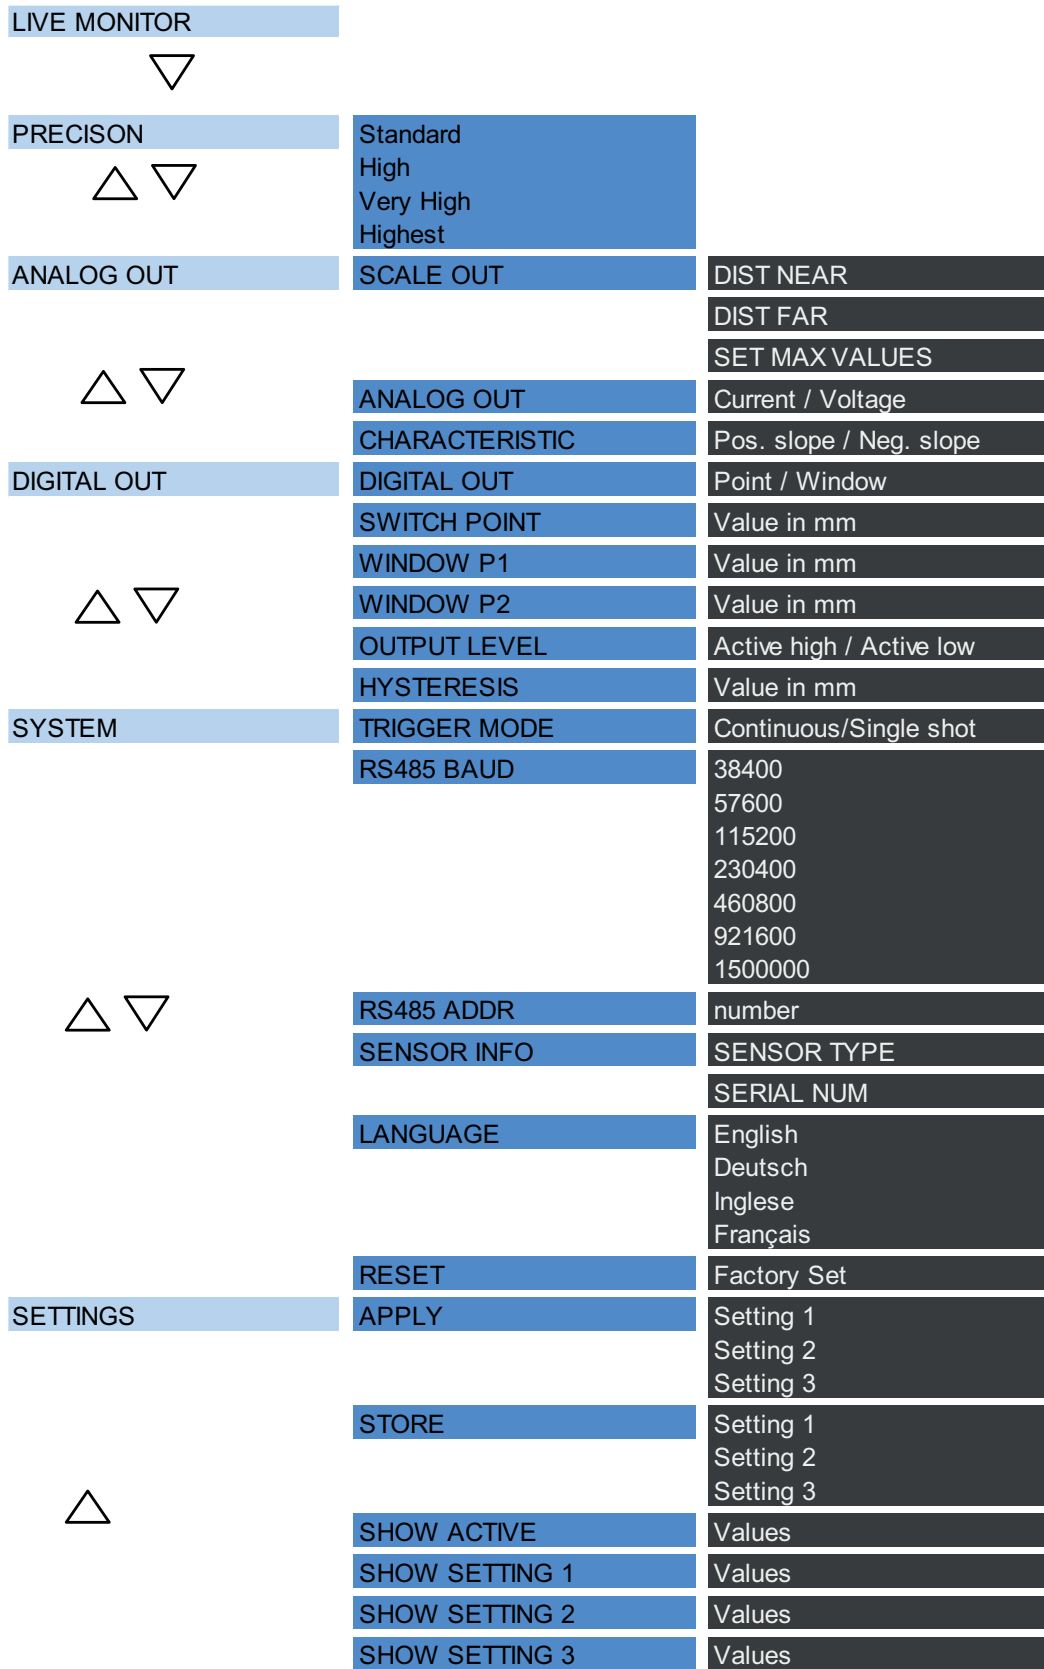 LIVE MONITOR
PRECISON Standard
High
Very High
Highest
ANALOG OUT SCALE OUT DIST NEAR
DIST FAR
SET MAX VALUES
ANALOG OUT Current / Voltage
CHARACTERISTIC Pos. slope / Neg. slope
DIGITAL OUT DIGITAL OUT Point / Window
SWITCH POINT Value in mm
WINDOW P1 Value in mm
WINDOW P2 Value in mm
OUTPUT LEVEL Active high / Active low
HYSTERESIS Value in mm
SYSTEM TRIGGER MODE Continuous/Single shot
RS485 BAUD 38400
57600
115200
230400
460800
921600
1500000
RS485 ADDR number
SENSOR INFO SENSOR TYPE
SERIAL NUM
LANGUAGE English
Deutsch
Inglese
Français
RESET Factory Set
SETTINGS APPLY Setting 1
Setting 2
Setting 3
STORE Setting 1
Setting 2
Setting 3
SHOW ACTIVE Values
SHOW SETTING 1 Values
SHOW SETTING 2 Values
SHOW SETTING 3 Values